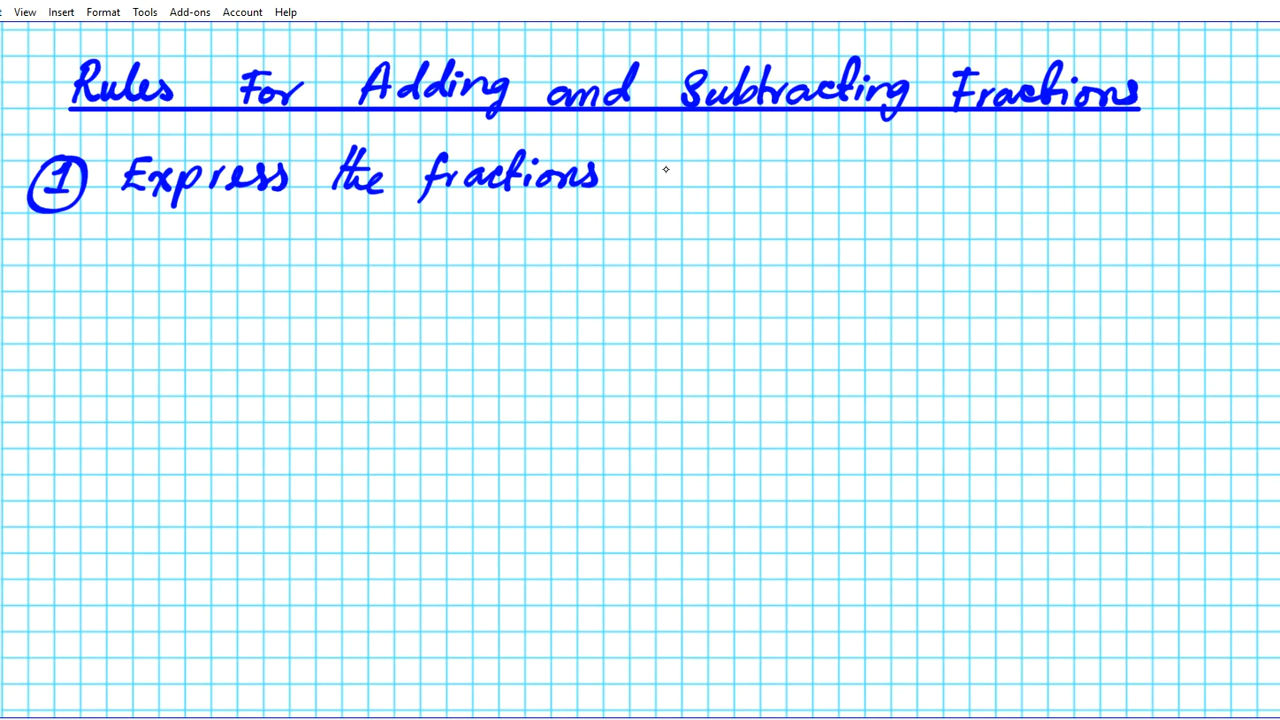 View Insert Format Tools Add-ons Account Help
Rules For Adding and Subtracting Fractions
1 Express the fractions